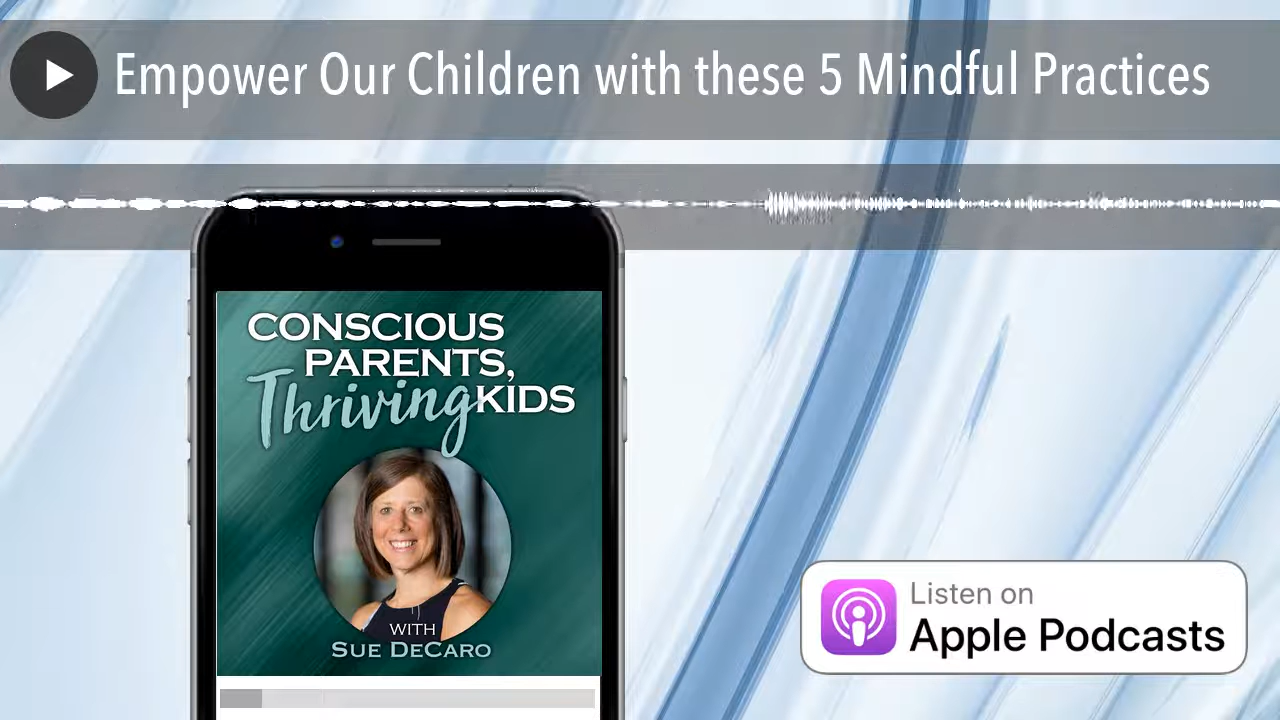 Empower Our Children with these 5 Mindful Practices
CONSCIOUS
PARENTS,
Thriving KIDS
WITH
SUE DECARO
Listen on
Apple Podcasts